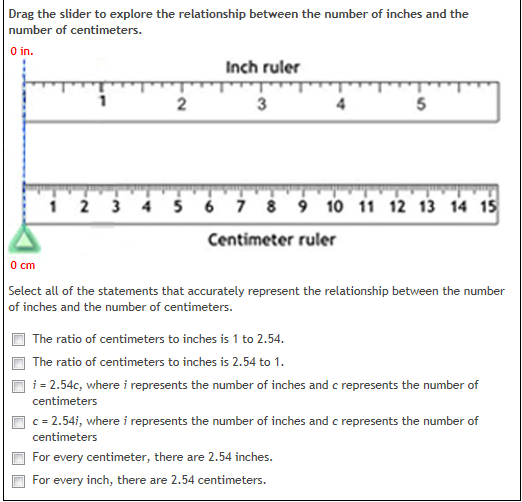 Drag the slider to explore the relationship between the number of inches and the
number of centimeters.
0 in.
Inch ruler
1 2 3 4 5
1 2 3 4 5 6 7 8 9 10 11 12 13 14 15
Centimeter ruler
0 cm
Select all of the statements that accurately represent the relationship between the number
of inches and the number of centimeters.
The ratio of centimeters to inches is 1 to 2.54.
The ratio of centimeters to inches is 2.54 to 1.
i = 2.54c, where i represents the number of inches and c represents the number of
centimeters
c = 2.54i, where i represents the number of inches and c represents the number of
centimeters
For every centimeter, there are 2.54 inches.
For every inch, there are 2.54 centimeters.